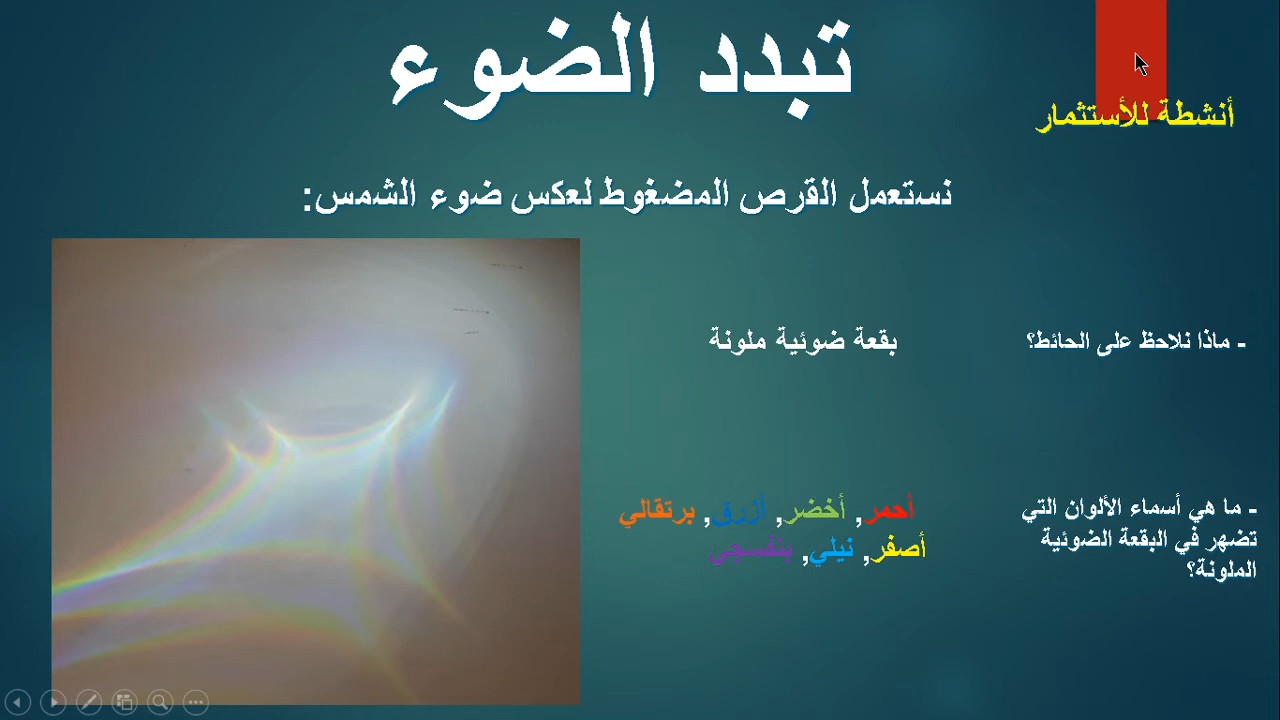 تبدد الضوء
أنشطة للأستثمار
نستعمل القرص المضغوط لعكس ضوء الشمس:
- ماذا نلاحظ على الحائط؟
بقعة ضوئية ملونة
- ما هي أسماء الألوان التي
تضهر في البقعة الضوئية
الملونة؟
أحمر, أخضر, أزرق, برتقالي
أصفر, نيلي, بنفسجي